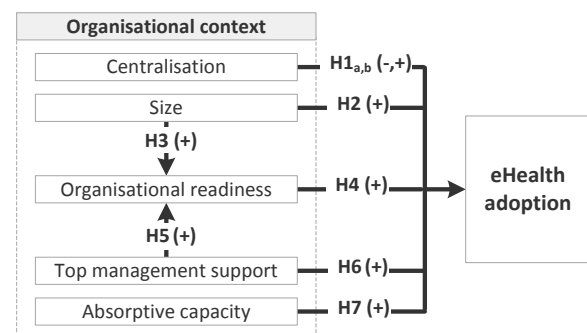 Organisational context
Centralisation
H1a,b (-,+)
Size
H2 (+)
H3 (+)
Organisational readiness
H4 (+)
eHealth
adoption
H5 (+)
Top management support
H6 (+)
Absorptive capacity
H7 (+)